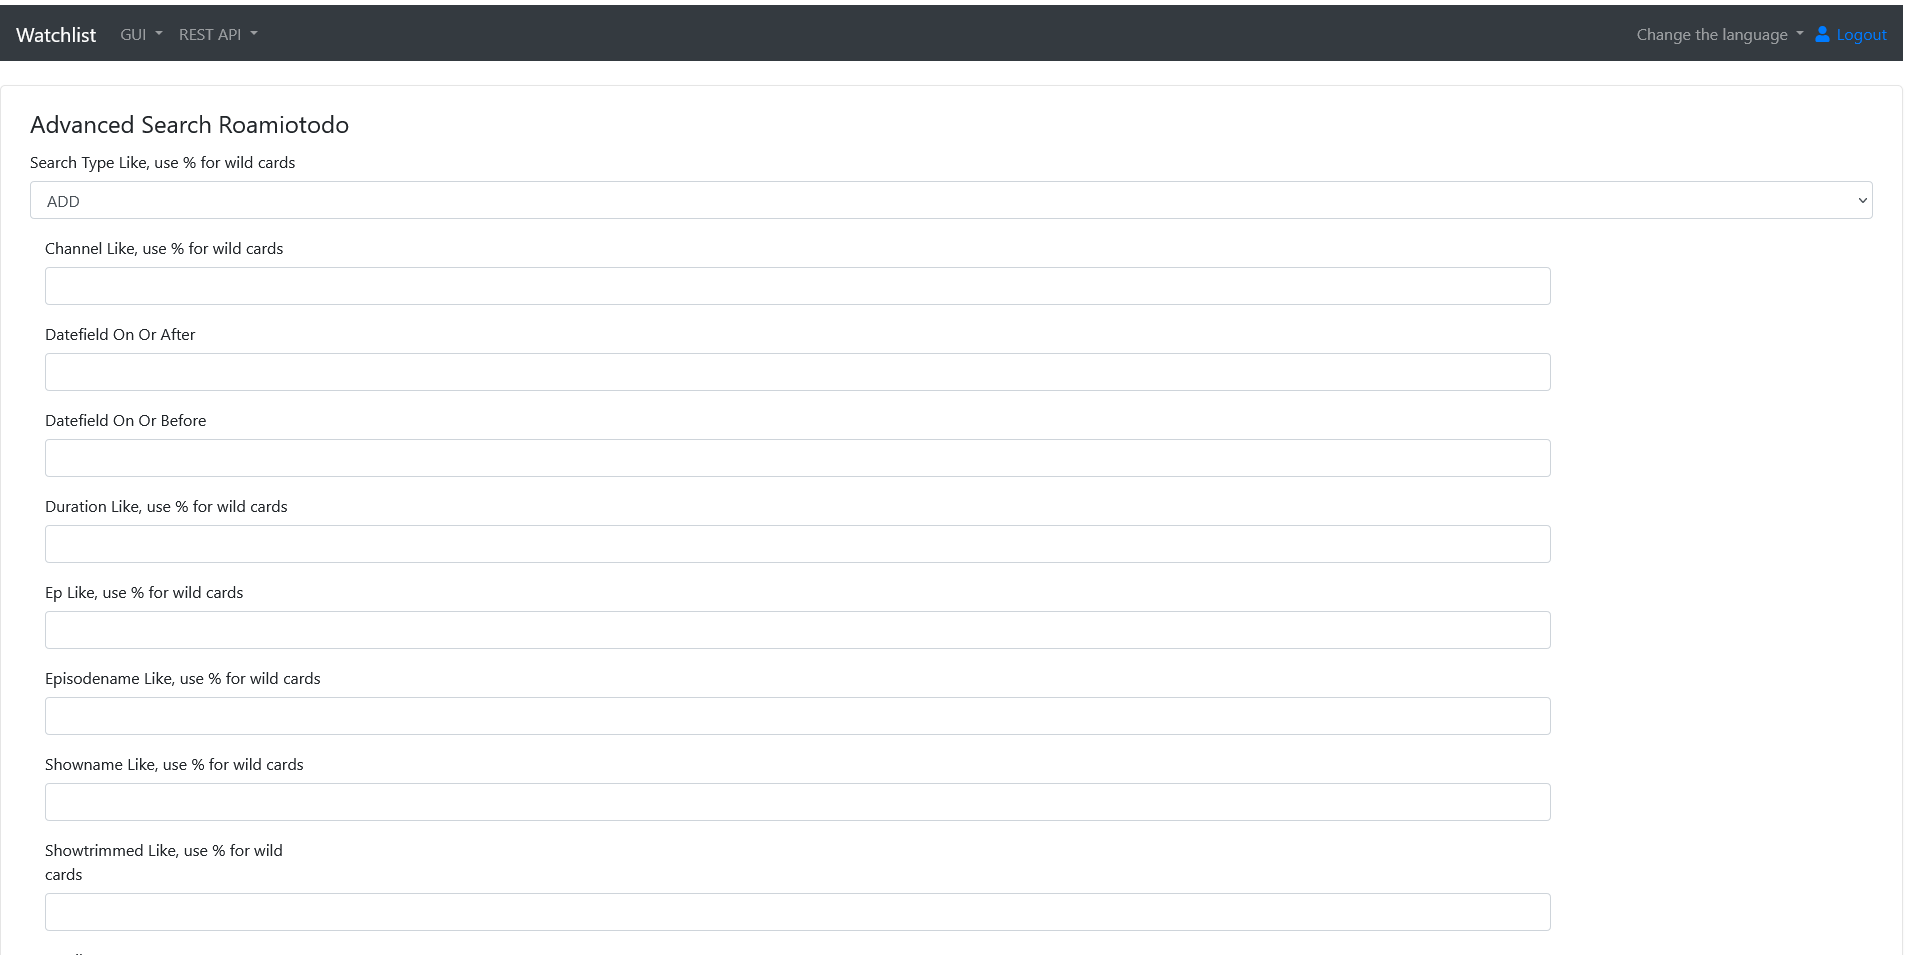 Watchlist GUI REST API Change the language Logout
Advanced Search Roamiotodo
Search Type Like, use % for wild cards
ADD
Channel Like, use % for wild cards
Datefield On Or After
Datefield On Or Before
Duration Like, use % for wild cards
Ep Like, use % for wild cards
Episodename Like, use % for wild cards
Showname Like, use % for wild cards
Showtrimmed Like, use % for wild
cards